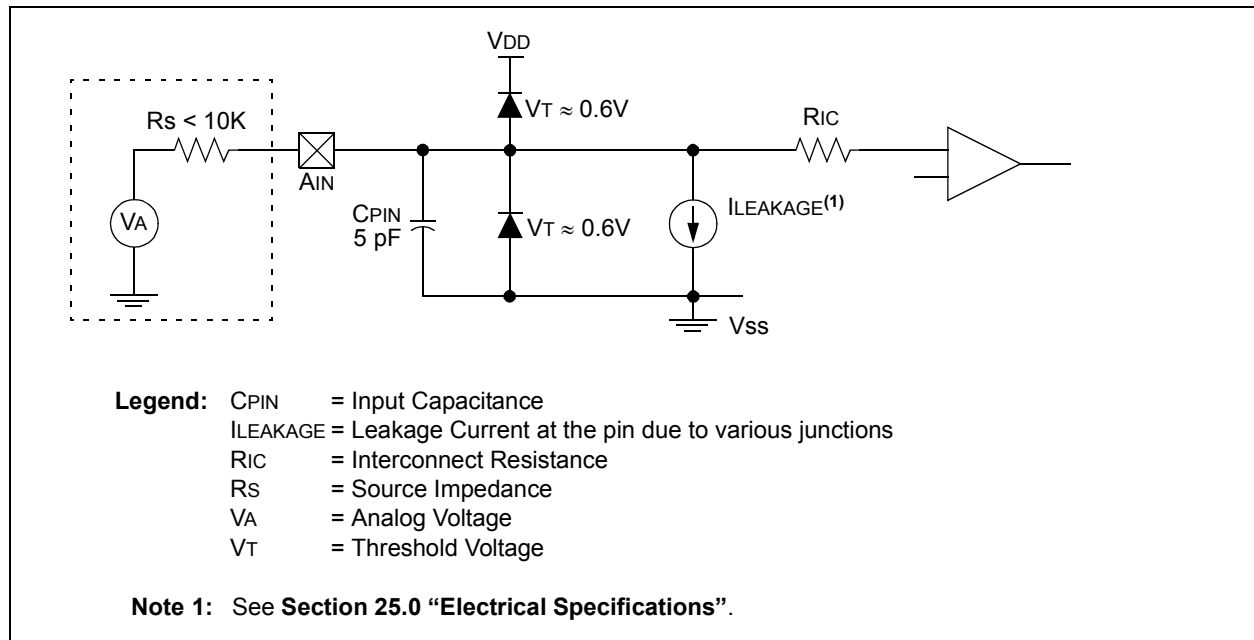 VDD
VT ≈ 0.6V
Rs < 10K
RIC
AIN
CPIN
5 pF
VA
VT ≈ 0.6V
ILEAKAGE(1)
Vss
Legend: CPIN = Input Capacitance
ILEAKAGE = Leakage Current at the pin due to various junctions
RIC = Interconnect Resistance
RS = Source Impedance
VA = Analog Voltage
VT = Threshold Voltage
Note 1: See Section 25.0 “Electrical Specifications”.